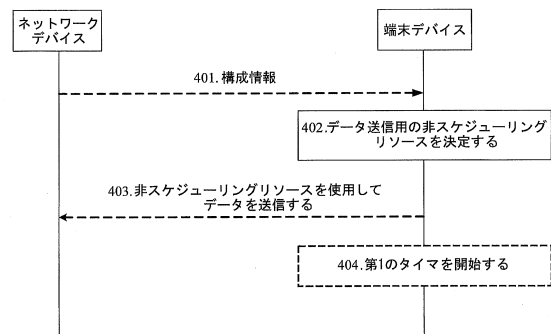 ネットワーク
デバイス
端末デバイス
401.構成情報
402.データ送信用の非スケジューリング
リソースを決定する
403.非スケジューリングリソースを使用して
データを送信する
404.第1のタイマを開始する